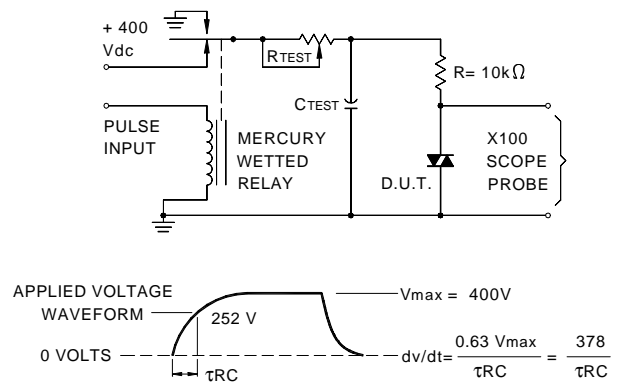 + 400
Vdc
RTEST
R= 10kΩ
CTEST
PULSE
INPUT
MERCURY
WETTED
RELAY
D.U.T.
X100
SCOPE
PROBE
APPLIED VOLTAGE
WAVEFORM
252 V
Vmax = 400V
0 VOLTS
τRC
dv/dt= 0.63 Vmax / τRC = 378 / τRC